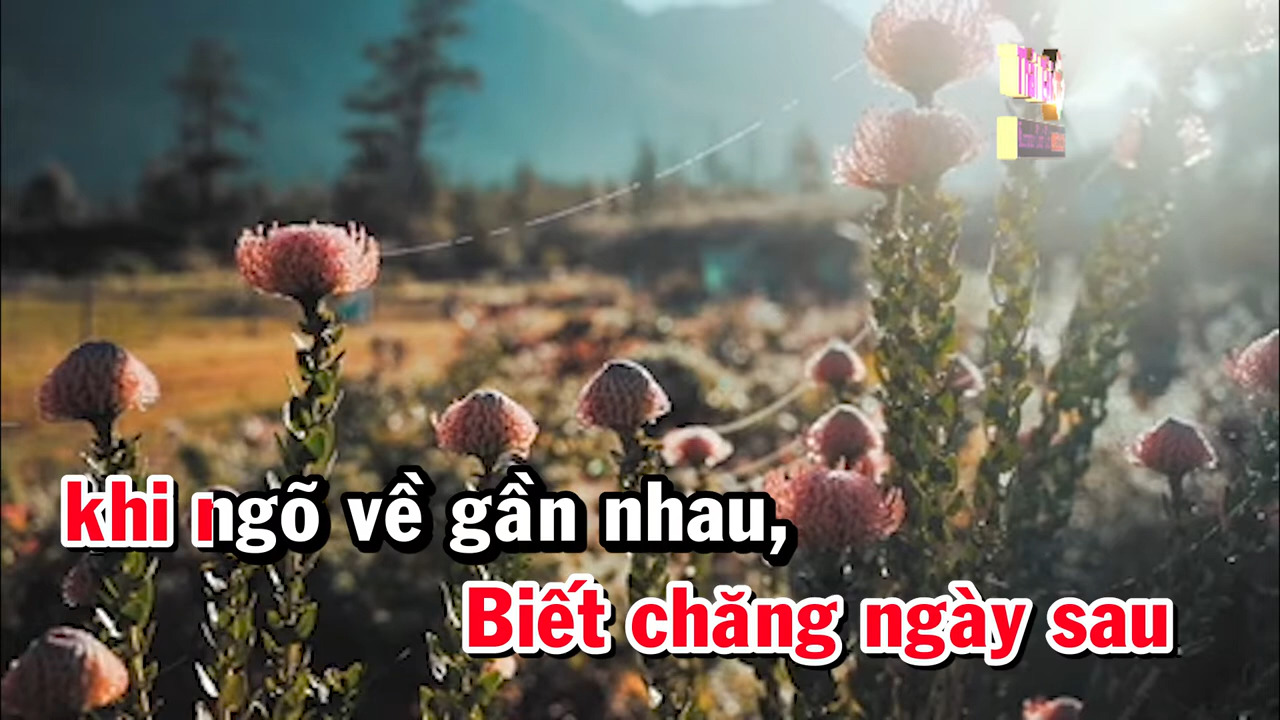 khi ngõ về gần nhau,
Biết chăng ngày sau